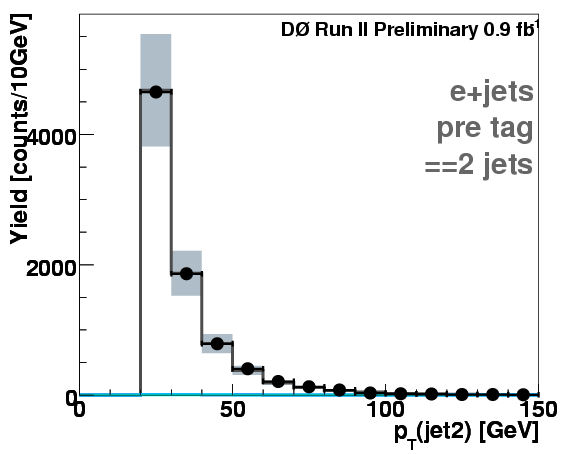 DØ Run II Preliminary 0.9 fb-1
e+jets
pre tag
==2 jets
Yield [counts/10GeV]
4000
2000
0
0 50 100 150
pT(jet2) [GeV]